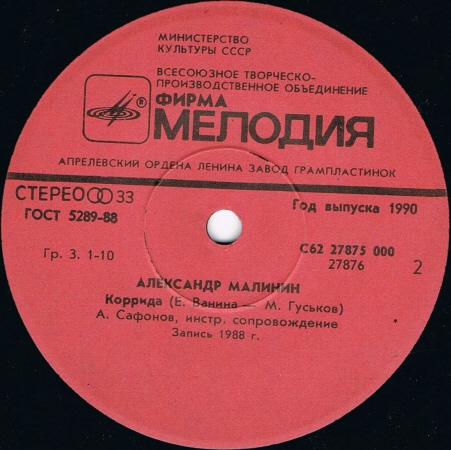 МИНИСТЕРСТВО
КУЛЬТУРЫ СССР
ВСЕСОЮЗНОЕ ТВОРЧЕСКО-
ПРОИЗВОДСТВЕННОЕ ОБЪЕДИНЕНИЕ
®
ФИРМА
МЕЛОДИЯ
АПРЕЛЕВСКИЙ ОРДЕНА ЛЕНИНА ЗАВОД ГРАМПЛАСТИНОК
СТЕРЕО 33
ГОСТ 5289-88
Год выпуска 1990
Гр. 3. 1-10
С62 27875 000
27876
2
АЛЕКСАНДР МАЛИНИН
Коррида (Е. Ванина — М. Гуськов)
А. Сафонов, инстр. сопровождение
Запись 1988 г.